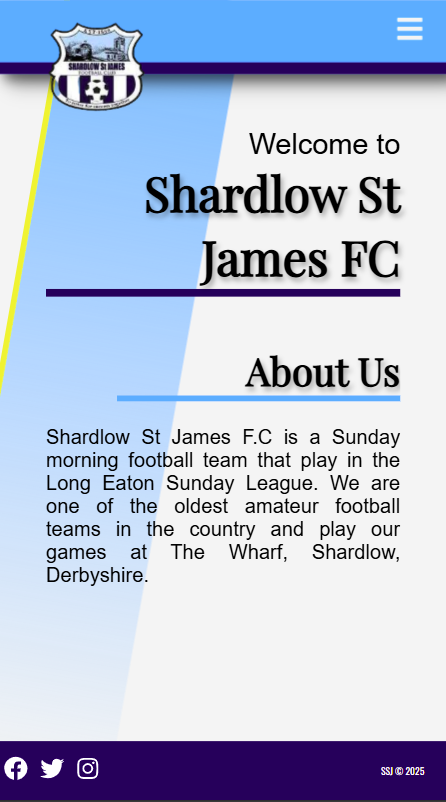 SHARDLOW St JAMES
FOOTBALL CLUB
Welcome to
Shardlow St
James FC
About Us
Shardlow St James F.C is a Sunday
morning football team that play in the
Long Eaton Sunday League. We are
one of the oldest amateur football
teams in the country and play our
games at The Wharf, Shardlow,
Derbyshire.
SSJ © 2025